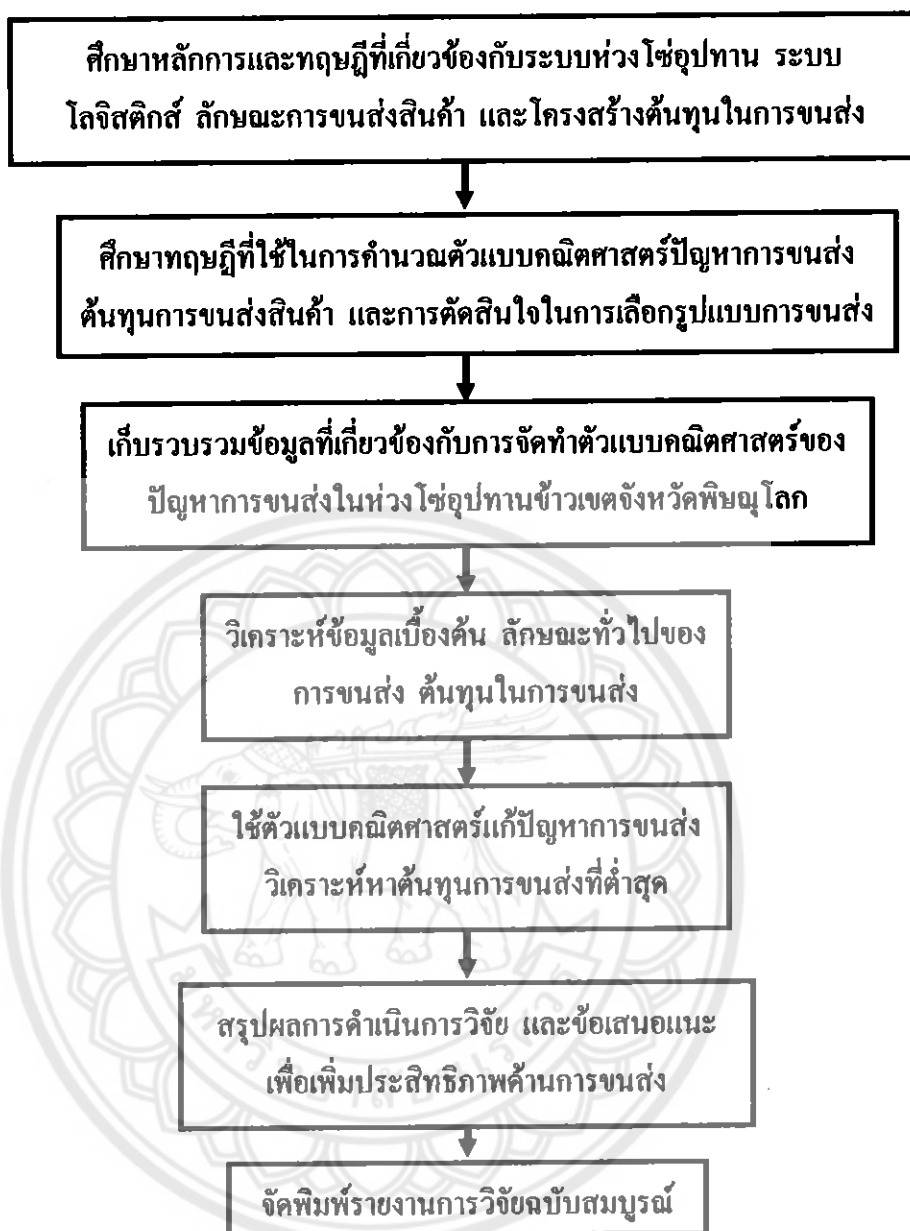 ศึกษาหลักการและทฤษฎีที่เกี่ยวข้องกับระบบห่วงโซ่อุปทาน ระบบ
โลจิสติกส์ ลักษณะการขนส่งสินค้า และโครงสร้างต้นทุนในการขนส่ง
ศึกษาทฤษฎีที่ใช้ในการคำนวณตัวแบบคณิตศาสตร์ปัญหาการขนส่ง
ต้นทุนการขนส่งสินค้า และการตัดสินใจในการเลือกรูปแบบการขนส่ง
เก็บรวบรวมข้อมูลที่เกี่ยวข้องกับการจัดทำตัวแบบคณิตศาสตร์ของ
ปัญหาการขนส่งในห่วงโซ่อุปทานข้าวเขตจังหวัดพิษณุโลก
วิเคราะห์ข้อมูลเบื้องต้น ลักษณะทั่วไปของ
การขนส่ง ต้นทุนในการขนส่ง
ใช้ตัวแบบคณิตศาสตร์แก้ปัญหาการขนส่ง
วิเคราะห์หาต้นทุนการขนส่งที่ต่ำสุด
สรุปผลการดำเนินการวิจัย และข้อเสนอแนะ
เพื่อเพิ่มประสิทธิภาพด้านการขนส่ง
จัดพิมพ์รายงานการวิจัยฉบับสมบูรณ์